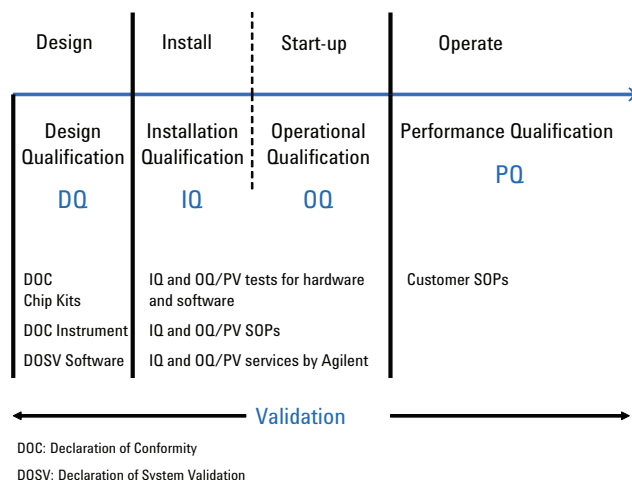 Design Install Start-up Operate
Design Installation Operational Performance Qualification
Qualification Qualification Qualification
DQ IQ OQ PQ
DOC IQ and OQ/PV tests for hardware Customer SOPs
Chip Kits and software
DOC Instrument IQ and OQ/PV SOPs
DOSV Software IQ and OQ/PV services by Agilent
Validation
DOC: Declaration of Conformity
DOSV: Declaration of System Validation